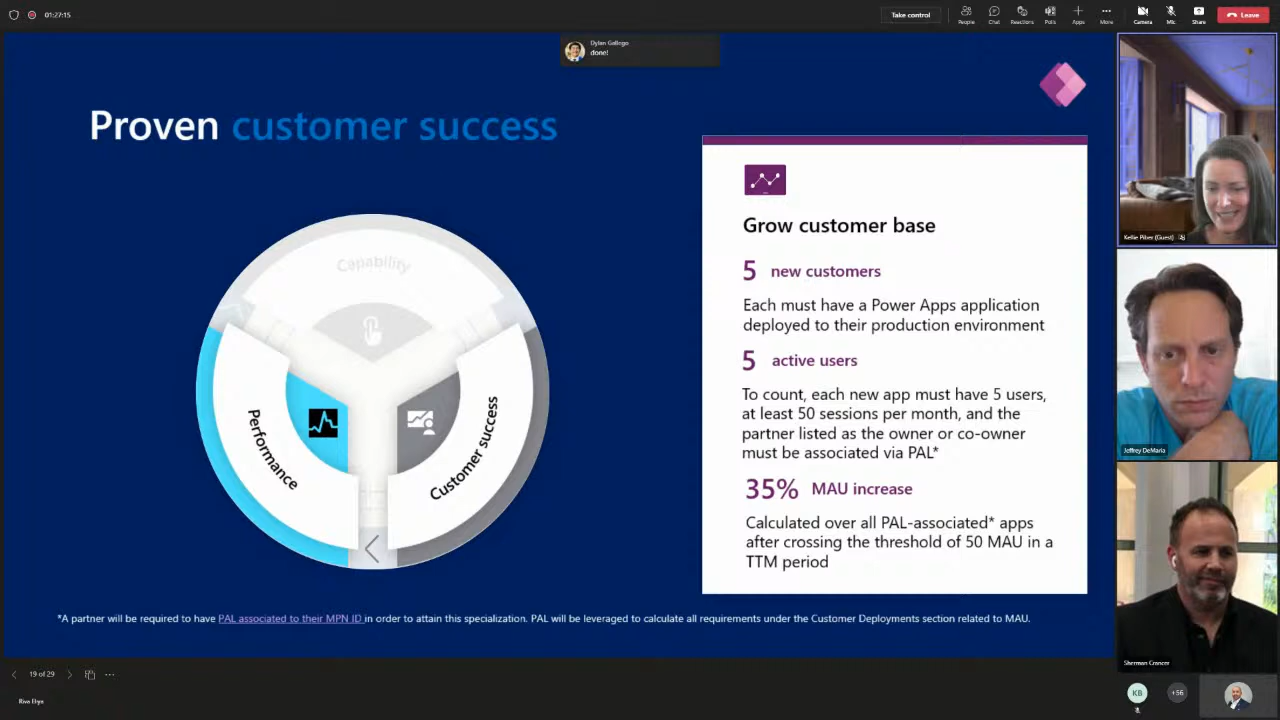 01:27:15
Take control
People
Chat
Reactions
Polls
Apps
More
Camera
Mic
Share
Leave
Dylan Gallego
done!
Proven customer success
Capability
Performance
Customer success
Grow customer base
5 new customers
Each must have a Power Apps application
deployed to their production environment
5 active users
To count, each new app must have 5 users,
at least 50 sessions per month, and the
partner listed as the owner or co-owner
must be associated via PAL*
35% MAU increase
Calculated over all PAL-associated* apps
after crossing the threshold of 50 MAU in a
TTM period
*A partner will be required to have PAL associated to their MPN ID in order to attain this specialization. PAL will be leveraged to calculate all requirements under the Customer Deployments section related to MAU.
Kellie Piber (Guest)
Jeffrey DeMaria
Sherman Crancer
19 of 29
KB
+56
Riva Eliyn